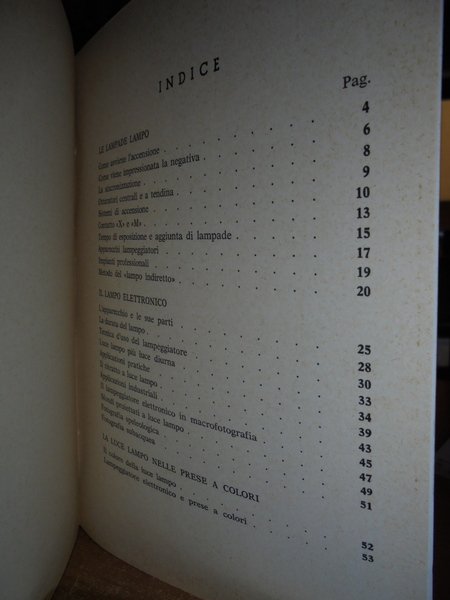 INDICE
Pag.
LE LAMPADE LAMPO
Come avviene l'accensione 4
Come viene impressionata la negativa 6
La sincronizzazione 8
Otturatori centrali e a tendina 9
Sistemi di accensione 10
Contatto «X» e «M» 13
Tempo di esposizione e aggiunta di lampade 15
Apparecchi lampeggiatori 17
Impianti professionali 19
Metodo del «lampo indiretto» 20
IL LAMPO ELETTRONICO
L'apparecchio e le sue parti 25
La durata del lampo 28
Tecnica d'uso del lampeggiatore 30
Luce lampo più luce diurna 33
Applicazioni pratiche 34
Il ritratto a luce lampo 39
Applicazioni industriali 43
Il lampeggiatore elettronico in macrofotografia 45
Mondi proiettati a luce lampo 47
Fotografia speleologica 49
Fotografia subacquea 51
LA LUCE LAMPO NELLE PRESE A COLORI
Il colore della luce lampo 52
Lampeggiatore elettronico e prese a colori 53